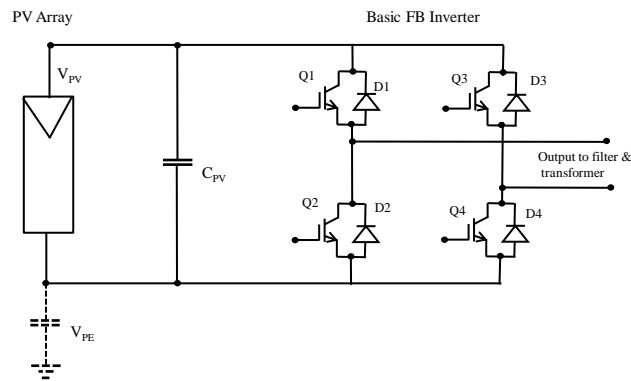 PV Array
Basic FB Inverter
V_PV
Q1
D1
Q3
D3
C_PV
Output to filter &
transformer
Q2
D2
Q4
D4
V_PE